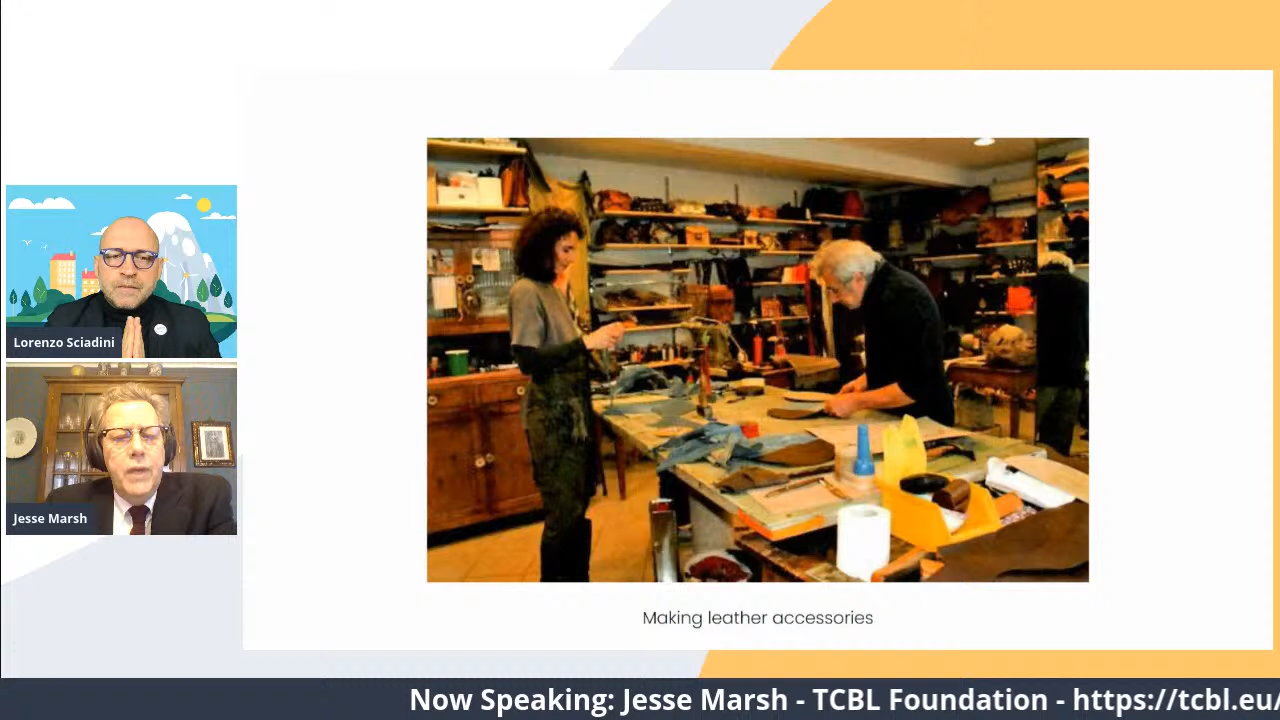 Lorenzo Sciadini
Jesse Marsh
Making leather accessories
Now Speaking: Jesse Marsh - TCBL Foundation - https://tcbl.eu/